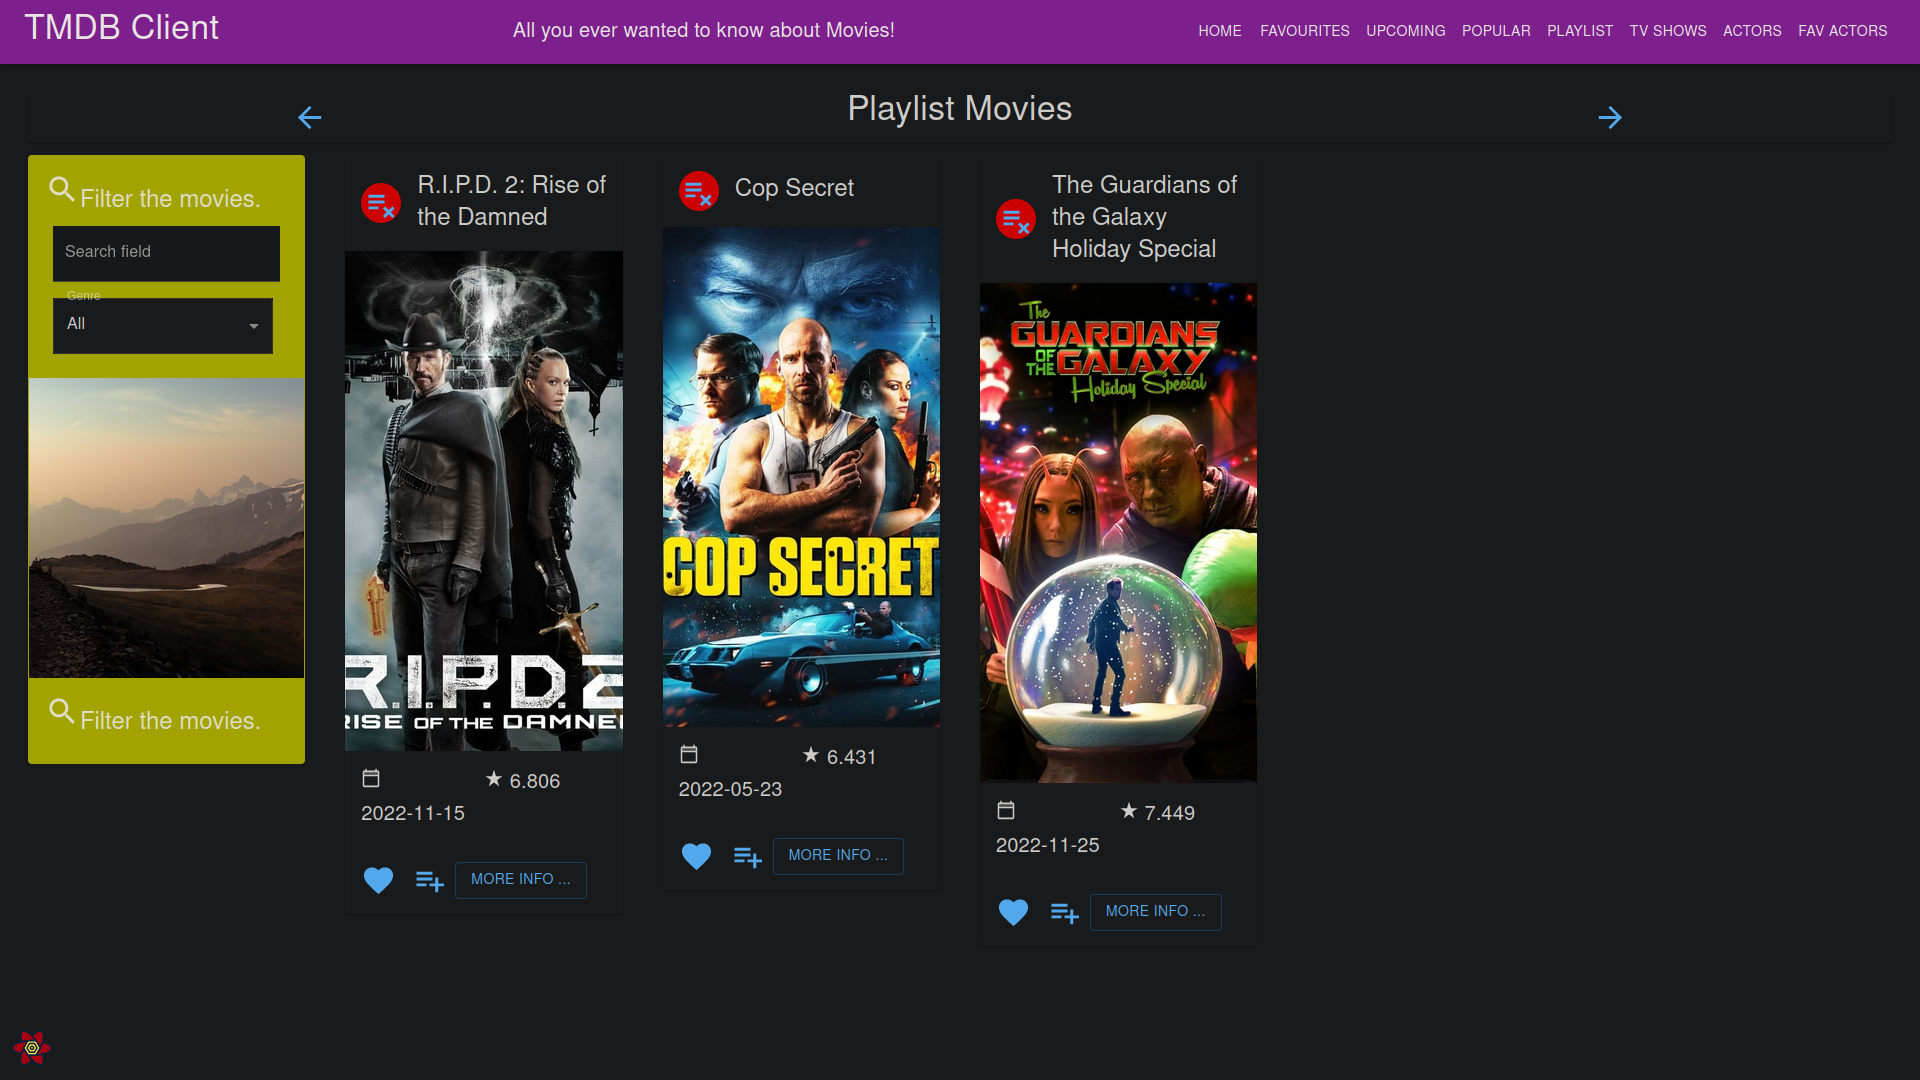 TMDB Client
All you ever wanted to know about Movies!
HOME FAVOURITES UPCOMING POPULAR PLAYLIST TV SHOWS ACTORS FAV ACTORS
Playlist Movies
Filter the movies.
Search field
Genre
All
Filter the movies.
R.I.P.D. 2: Rise of
the Damned
R.I.P.D.2
RISE OF THE DAMNED
6.806
2022-11-15
MORE INFO ...
Cop Secret
COP SECRET
6.431
2022-05-23
MORE INFO ...
The Guardians of
the Galaxy
Holiday Special
The
GUARDIANS
OF THE GALAXY
Holiday Special
7.449
2022-11-25
MORE INFO ...